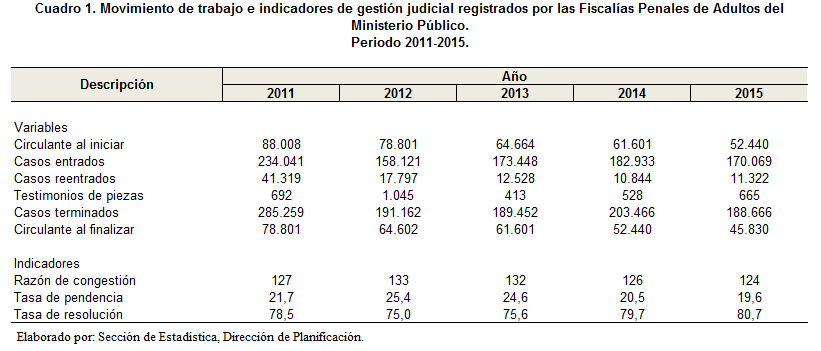 Cuadro 1. Movimiento de trabajo e indicadores de gestión judicial registrados por las Fiscalías Penales de Adultos del
Ministerio Público.
Periodo 2011-2015.
Descripción Año
2011 2012 2013 2014 2015
Variables
Circulante al iniciar 88.008 78.801 64.664 61.601 52.440
Casos entrados 234.041 158.121 173.448 182.933 170.069
Casos reentrados 41.319 17.797 12.528 10.844 11.322
Testimonios de piezas 692 1.045 413 528 665
Casos terminados 285.259 191.162 189.452 203.466 188.666
Circulante al finalizar 78.801 64.602 61.601 52.440 45.830
Indicadores
Razón de congestión 127 133 132 126 124
Tasa de pendencia 21,7 25,4 24,6 20,5 19,6
Tasa de resolución 78,5 75,0 75,6 79,7 80,7
Elaborado por: Sección de Estadística, Dirección de Planificación.